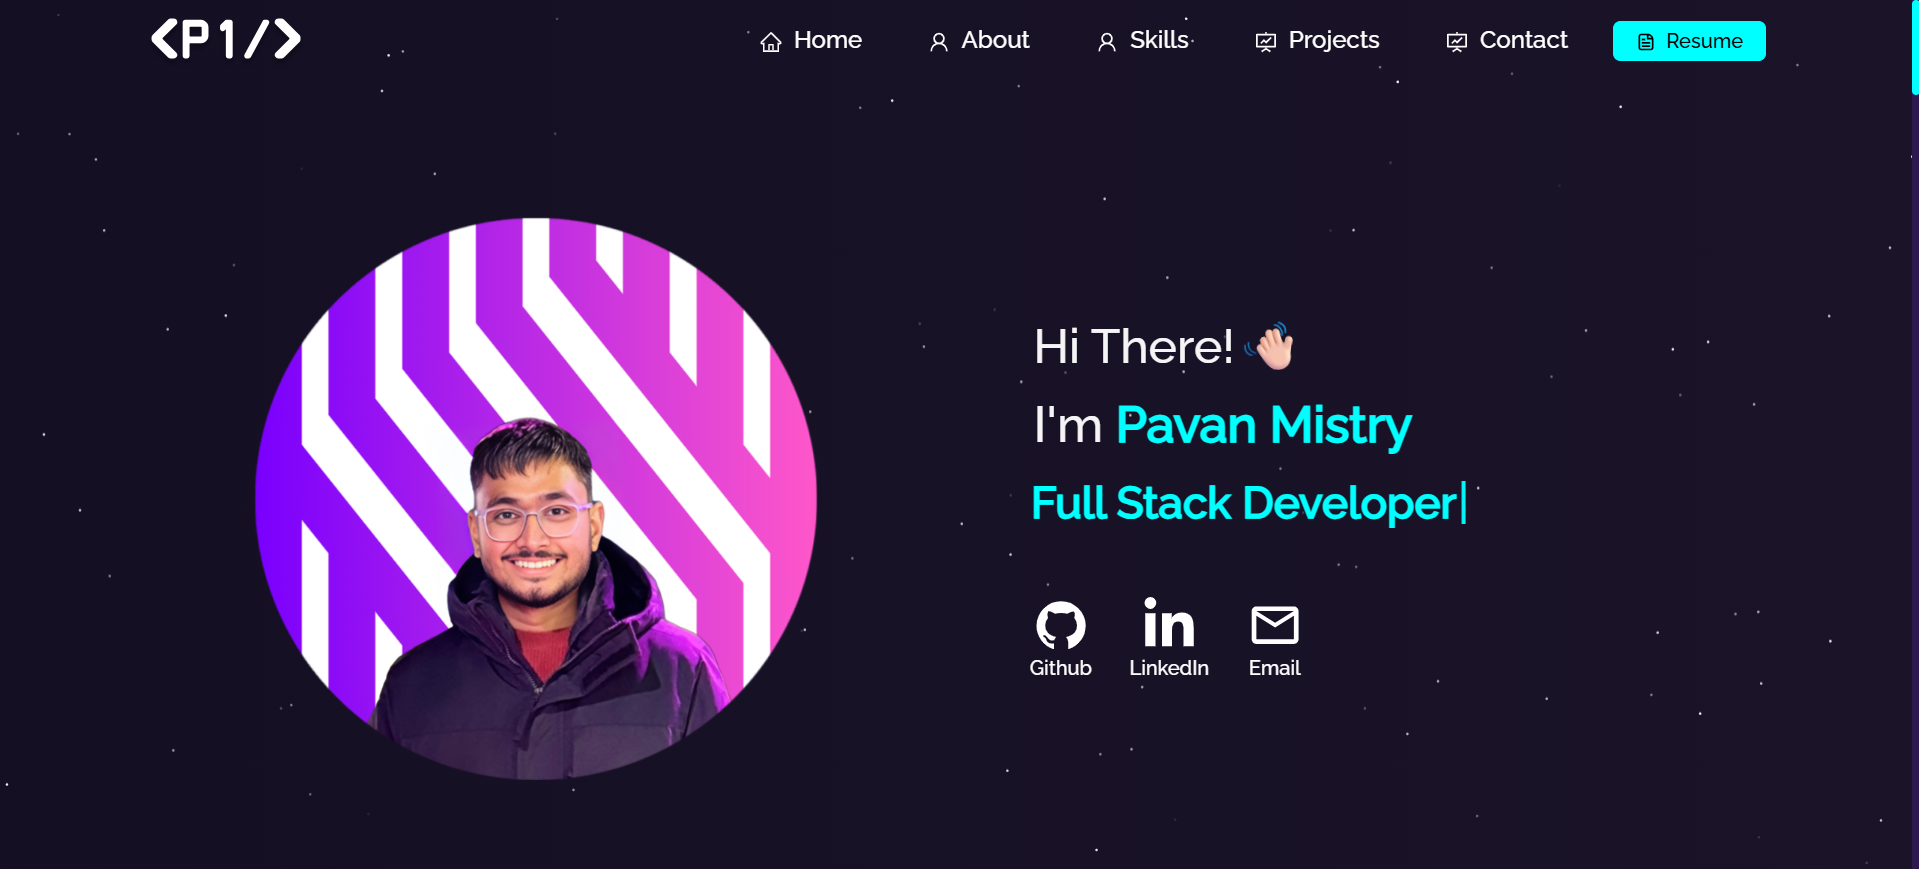 <P1/>
Home
About
Skills
Projects
Contact
Resume
Hi There! 👋🏻
I'm Pavan Mistry
Full Stack Developer|
Github
LinkedIn
Email